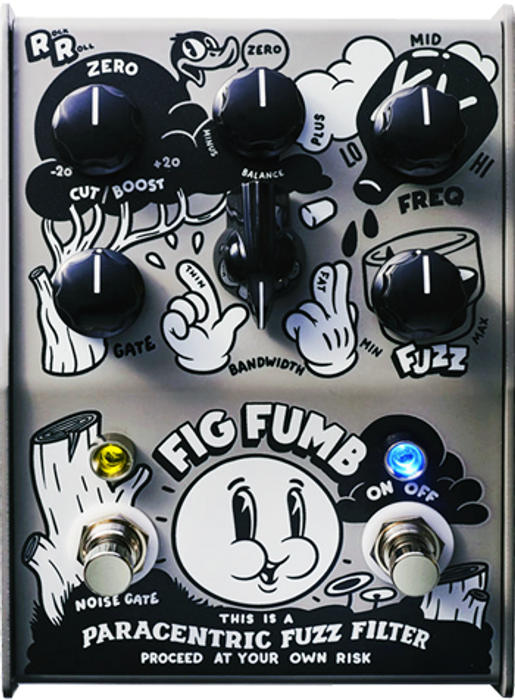 ROCK
ROLL
ZERO
ZERO
MID
-20
+20
CUT / BOOST
MINUS
PLUS
BALANCE
LO
HI
FREQ
GATE
THIN
FAT
BANDWIDTH
MIN
MAX
FUZZ
FIG FUMB
ON OFF
NOISE GATE
THIS IS A
PARACENTRIC FUZZ FILTER
PROCEED AT YOUR OWN RISK